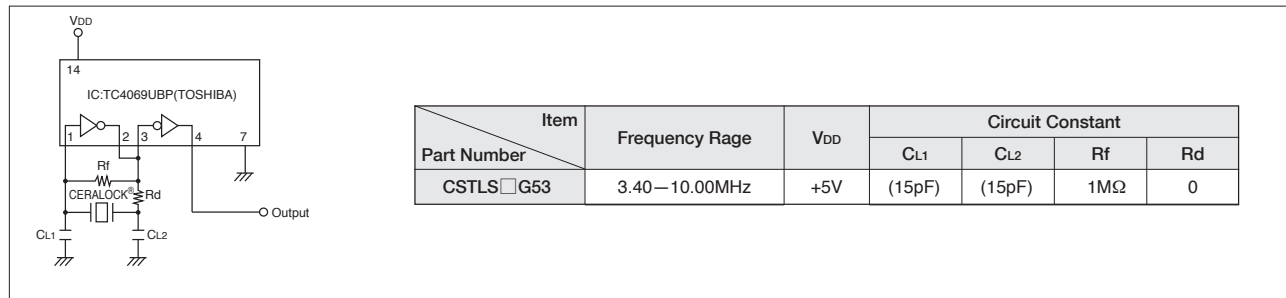 VDD
14
IC:TC4069UBP(TOSHIBA)
1 2 3 4 7
Rf
CERALOCK® Rd
Output
CL1 CL2
Item
Part Number
Frequency Rage
VDD
Circuit Constant
CL1 CL2 Rf Rd
CSTLS□G53 3.40—10.00MHz +5V (15pF) (15pF) 1MΩ 0